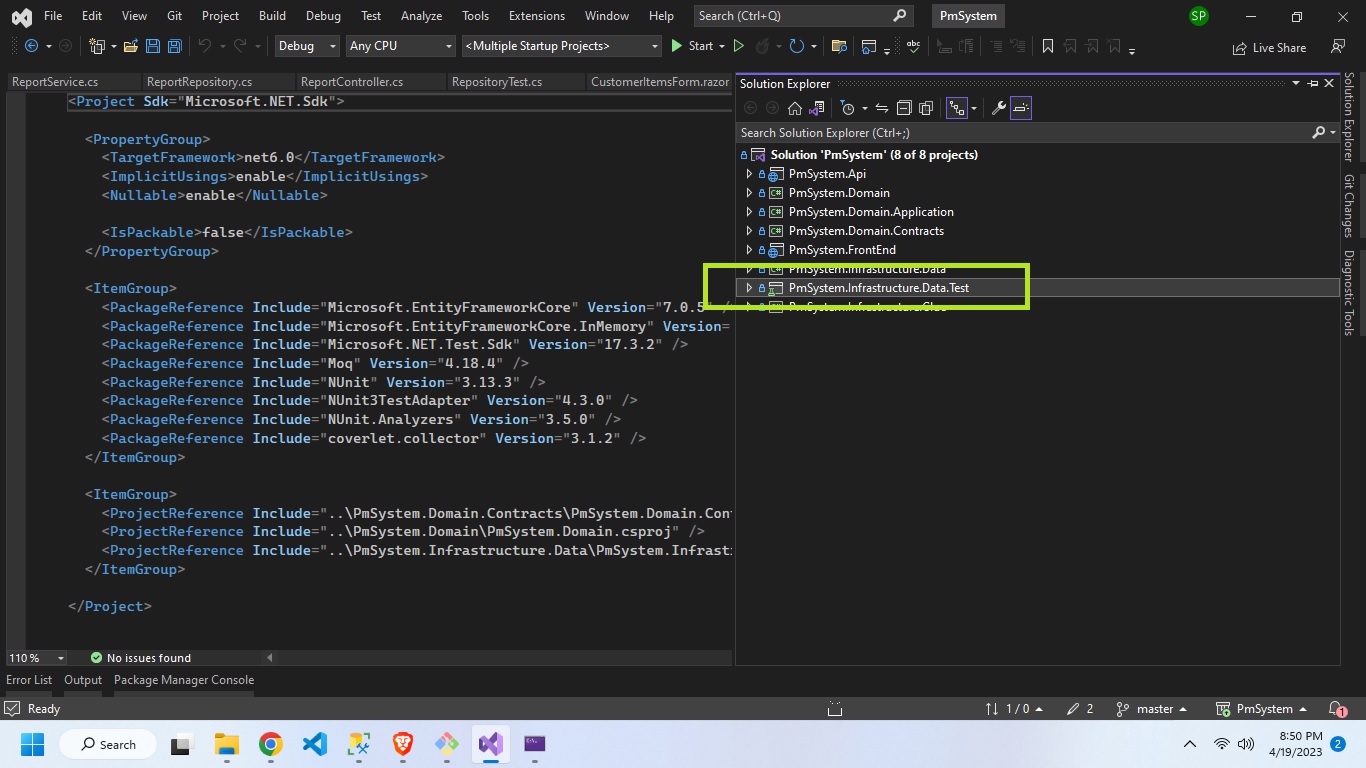 File Edit View Git Project Build Debug Test Analyze Tools Extensions Window Help Search (Ctrl+Q) PmSystem SP
Debug Any CPU <Multiple Startup Projects> Start Live Share
ReportService.cs ReportRepository.cs ReportController.cs RepositoryTest.cs CustomerItemsForm.razor
<Project Sdk="Microsoft.NET.Sdk">
<PropertyGroup>
<TargetFramework>net6.0</TargetFramework>
<ImplicitUsings>enable</ImplicitUsings>
<Nullable>enable</Nullable>
<IsPackable>false</IsPackable>
</PropertyGroup>
<ItemGroup>
<PackageReference Include="Microsoft.EntityFrameworkCore" Version="7.0.5" /
<PackageReference Include="Microsoft.EntityFrameworkCore.InMemory" Version=
<PackageReference Include="Microsoft.NET.Test.Sdk" Version="17.3.2" />
<PackageReference Include="Moq" Version="4.18.4" />
<PackageReference Include="NUnit" Version="3.13.3" />
<PackageReference Include="NUnit3TestAdapter" Version="4.3.0" />
<PackageReference Include="NUnit.Analyzers" Version="3.5.0" />
<PackageReference Include="coverlet.collector" Version="3.1.2" />
</ItemGroup>
<ItemGroup>
<ProjectReference Include="..\PmSystem.Domain.Contracts\PmSystem.Domain.Con
<ProjectReference Include="..\PmSystem.Domain\PmSystem.Domain.csproj" />
<ProjectReference Include="..\PmSystem.Infrastructure.Data\PmSystem.Infrast
</ItemGroup>
</Project>
110 % No issues found
Solution Explorer
Search Solution Explorer (Ctrl+;)
Solution 'PmSystem' (8 of 8 projects)
PmSystem.Api
PmSystem.Domain
PmSystem.Domain.Application
PmSystem.Domain.Contracts
PmSystem.FrontEnd
PmSystem.Infrastructure.Data
PmSystem.Infrastructure.Data.Test
Solution Explorer
Git Changes
Diagnostic Tools
Error List Output Package Manager Console
Ready 1 / 0 2 master PmSystem 1
Search 8:50 PM
4/19/2023 2